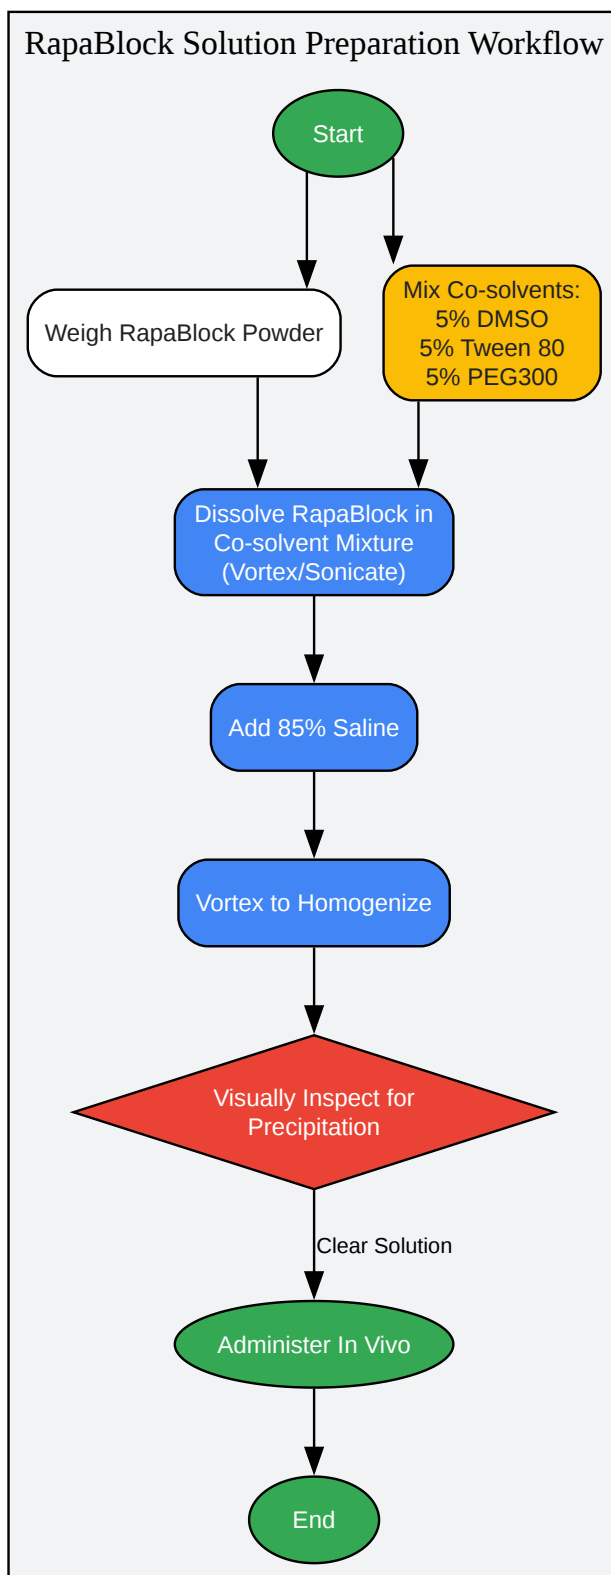 RapaBlock Solution Preparation Workflow
Start
Weigh RapaBlock Powder
Mix Co-solvents:
5% DMSO
5% Tween 80
5% PEG300
Dissolve RapaBlock in
Co-solvent Mixture
(Vortex/Sonicate)
Add 85% Saline
Vortex to Homogenize
Visually Inspect for
Precipitation
Clear Solution
Administer In Vivo
End